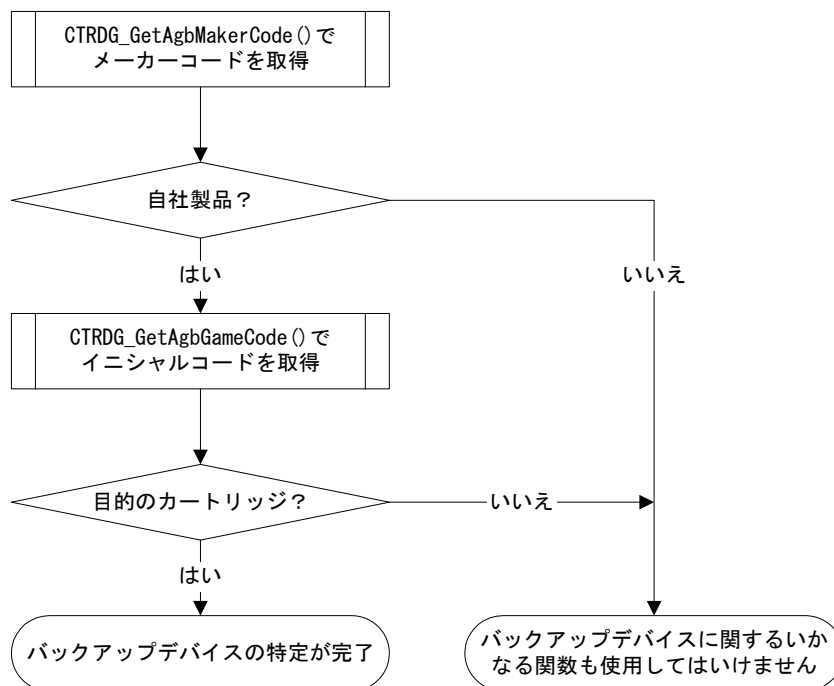 CTRDG_GetAgbMakerCode()で
メーカーコードを取得
自社製品?
はい
いいえ
CTRDG_GetAgbGameCode()で
イニシャルコードを取得
目的のカートリッジ?
いいえ
はい
バックアップデバイスの特定が完了
バックアップデバイスに関するいか
なる関数も使用してはいけません